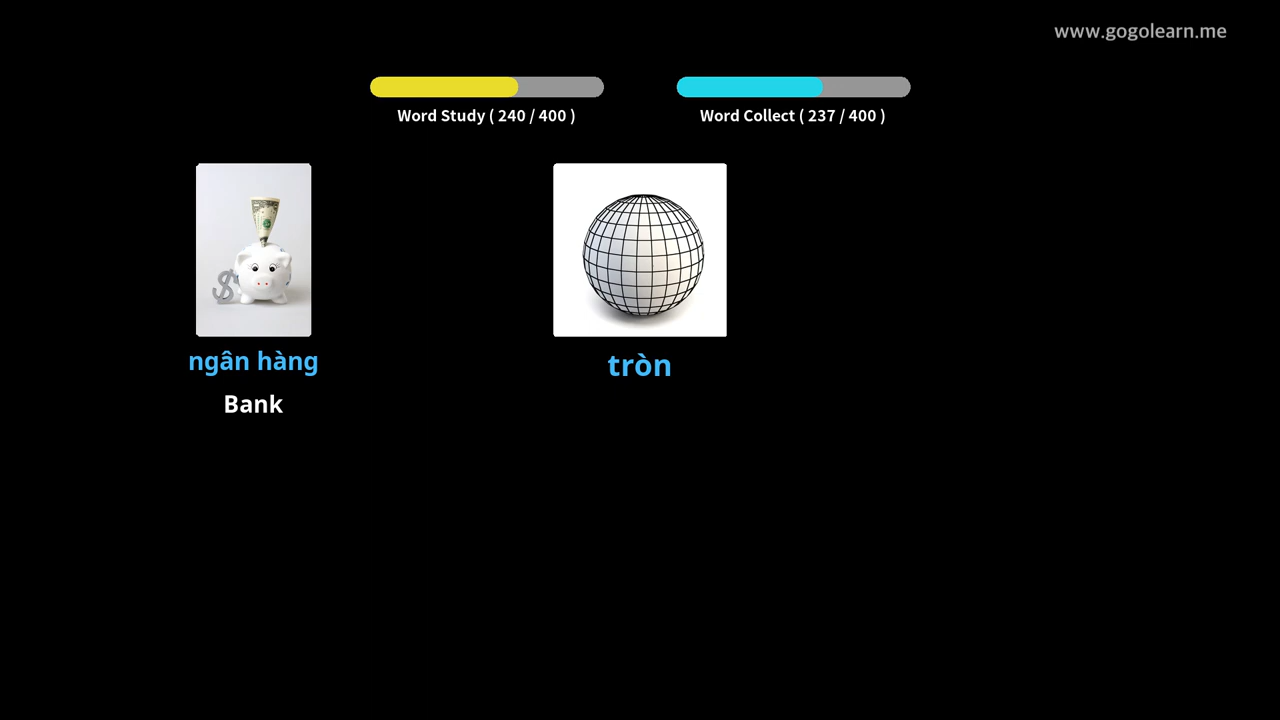 www.gogolearn.me
Word Study ( 240 / 400 )
Word Collect ( 237 / 400 )
ngân hàng
Bank
tròn